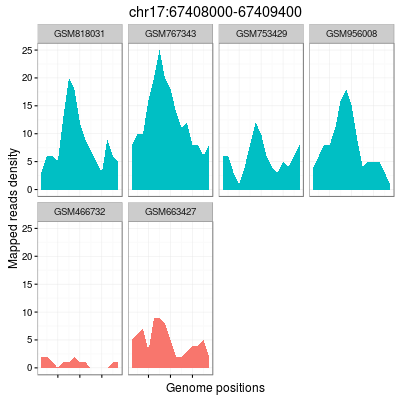 chr17:67408000-67409400
GSM818031 GSM767343 GSM753429 GSM956008
25
20
15
10
5
0
Mapped reads density
GSM466732 GSM663427
25
20
15
10
5
0
Genome positions